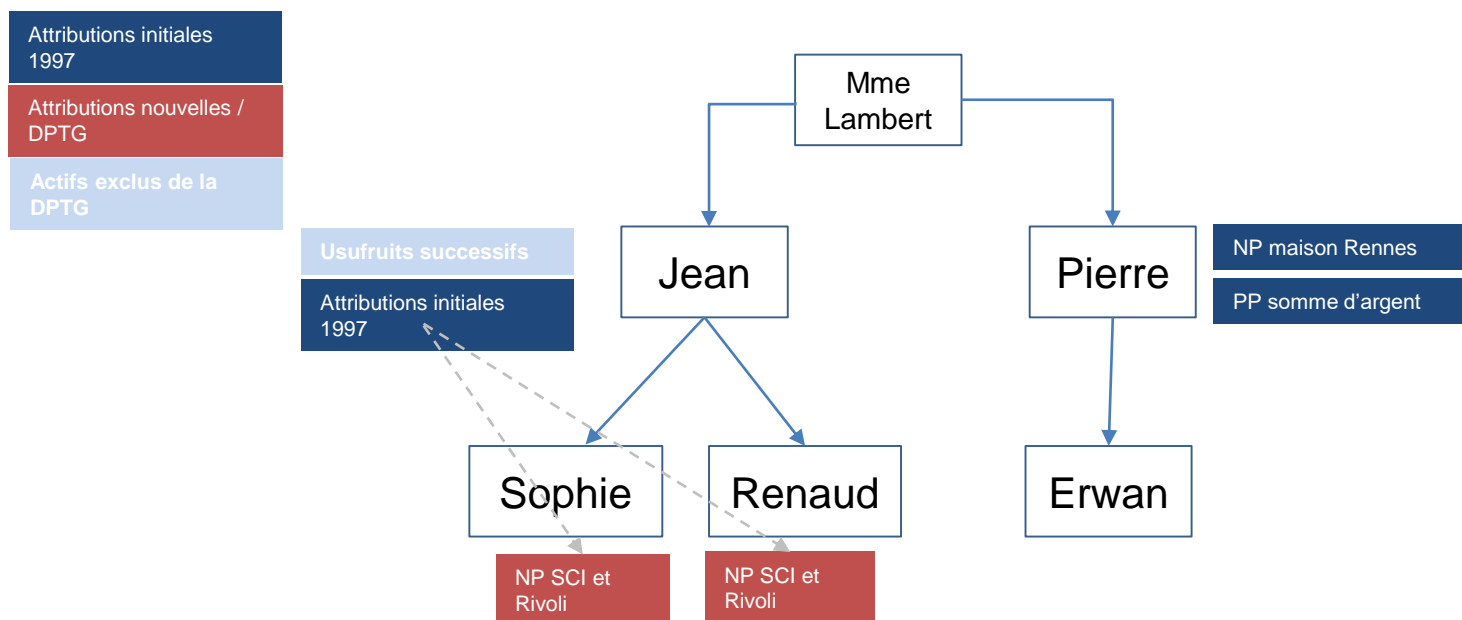 Attributions initiales
1997
Attributions nouvelles /
DPTG
Actifs exclus de la
DPTG
Mme
Lambert
Usufruits successifs
Attributions initiales
1997
Jean
Pierre
NP maison Rennes
PP somme d'argent
Sophie
Renaud
Erwan
NP SCI et
Rivoli
NP SCI et
Rivoli